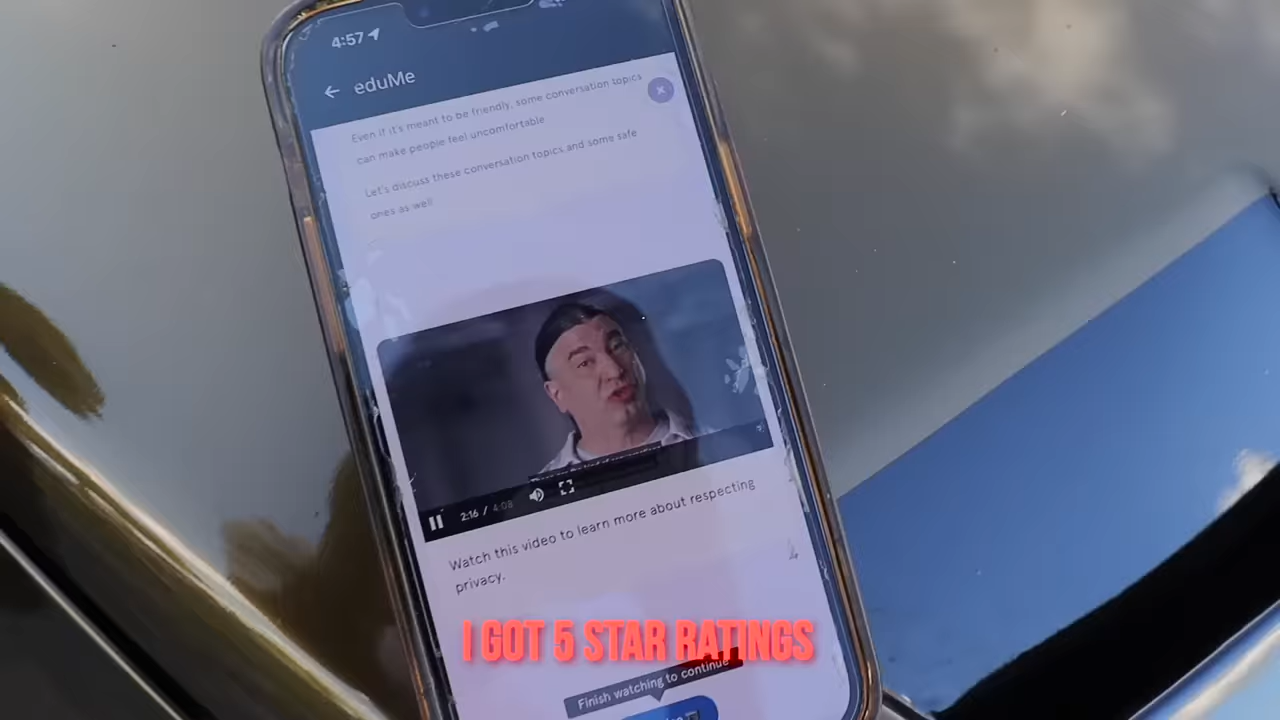 4:57
eduMe
Even if it's meant to be friendly, some conversation topics
can make people feel uncomfortable
Let's discuss these conversation topics and some safe
ones as well
2:16 / 4:08
Watch this video to learn more about respecting
privacy.
I GOT 5 STAR RATINGS
Finish watching to continue